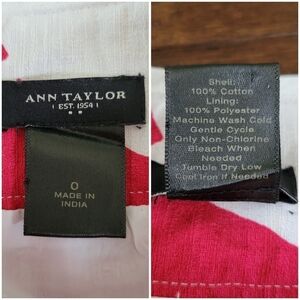 ANN TAYLOR
EST. 1954
0
MADE IN
INDIA
Shell:
100% Cotton
Lining:
100% Polyester
Machine Wash Cold
Gentle Cycle
Only Non-Chlorine
Bleach When
Needed
Tumble Dry Low
Cool Iron if Needed